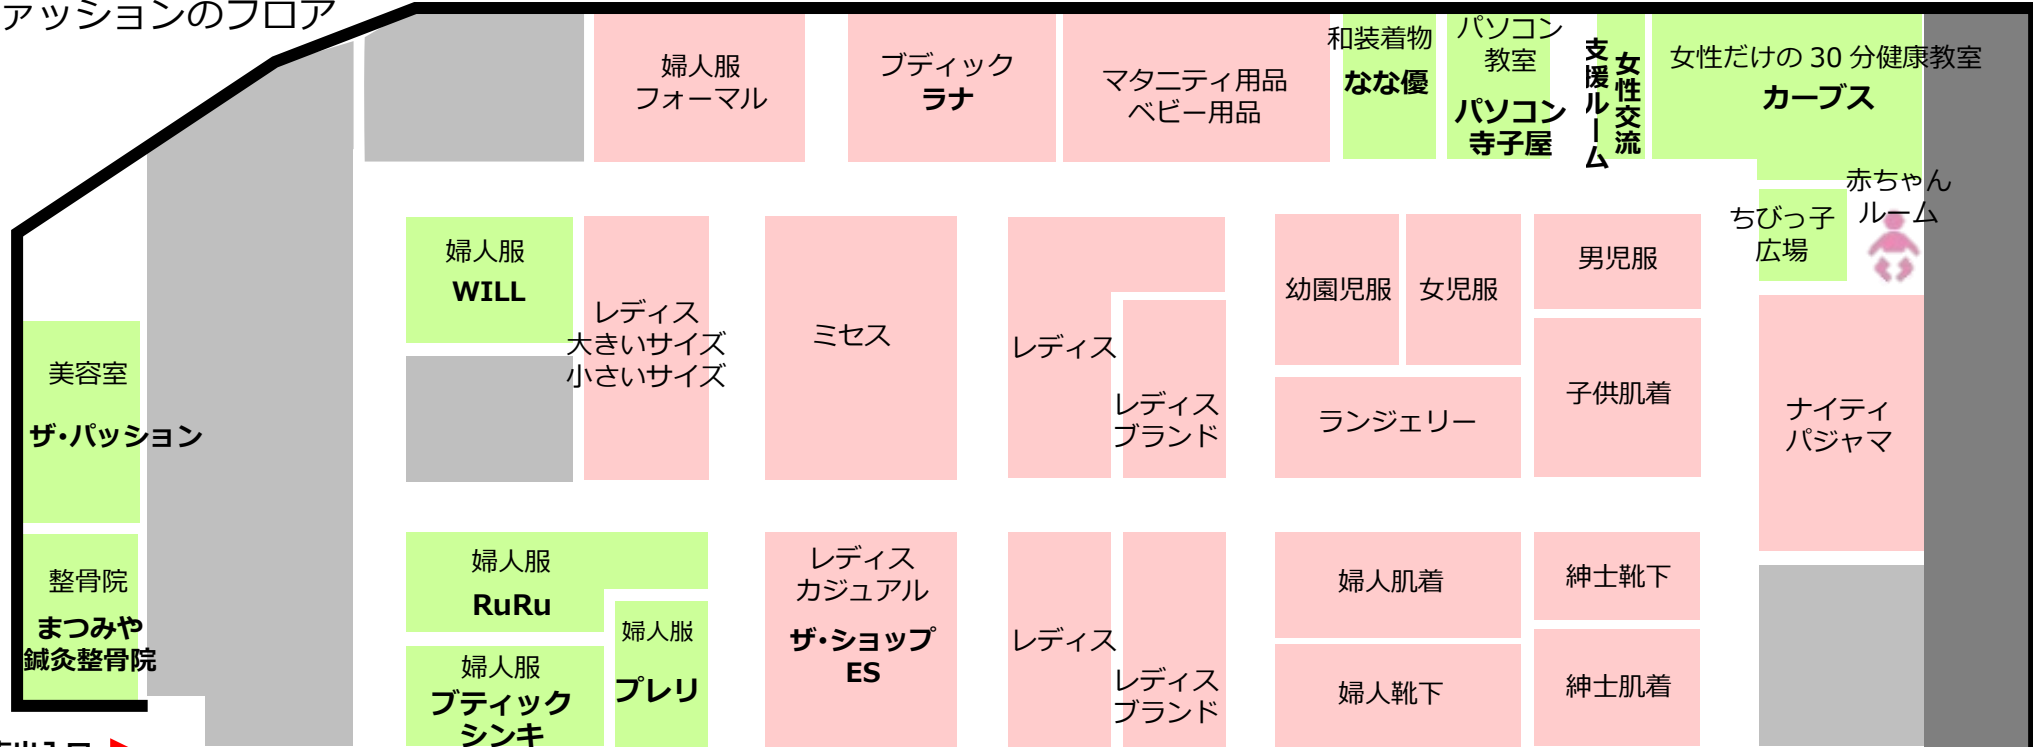 ァッションのフロア
婦人服
フォーマル
ブディック
ラナ
マタニティ用品
ベビー用品
和装着物
なな優
パソコン
教室
パソコン
寺子屋
女性交流
支援ルーム
女性だけの 30 分健康教室
カーブス
赤ちゃん
ルーム
ちびっ子
広場
婦人服
WILL
レディス
大きいサイズ
小さいサイズ
ミセス
レディス
レディス
ブランド
幼園児服
女児服
男児服
ランジェリー
子供肌着
ナイティ
パジャマ
美容室
ザ・パッション
整骨院
まつみや
鍼灸整骨院
婦人服
RuRu
婦人服
プレリ
婦人服
ブティック
シンキ
レディス
カジュアル
ザ・ショップ
ES
レディス
レディス
ブランド
婦人肌着
紳士靴下
婦人靴下
紳士肌着